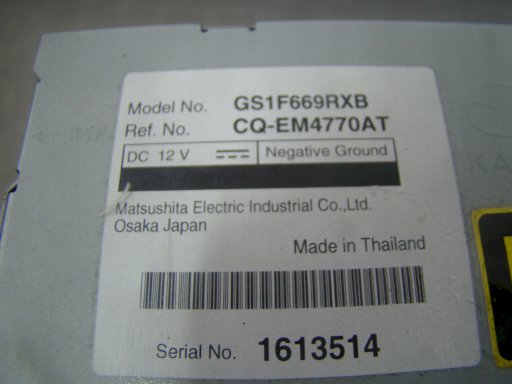 Model No. GS1F669RXB
Ref. No. CQ-EM4770AT
DC 12 V Negative Ground
Matsushita Electric Industrial Co.,Ltd.
Osaka Japan
Made in Thailand
Serial No. 1613514